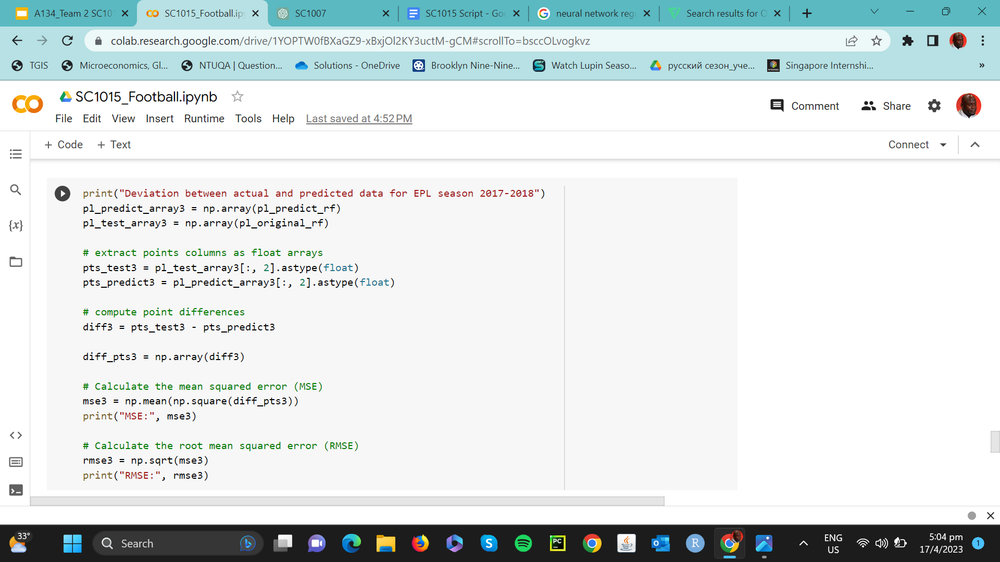 A134_Team 2 SC10
SC1015_Football.ip
SC1007
SC1015 Script - Goo
neural network regu
Search results for O
colab.research.google.com/drive/1YOPTW0fBXaGZ9-xBxjOl2KY3uctM-gCM#scrollTo=bsccOLvogkvz
TGIS
Microeconomics, Gl...
NTUQA | Question...
Solutions - OneDrive
Brooklyn Nine-Nine...
Watch Lupin Seaso...
русский сезон_уче...
Singapore Internshi...
»
SC1015_Football.ipynb
Comment
Share
File Edit View Insert Runtime Tools Help Last saved at 4:52 PM
+ Code + Text
Connect
{x}
print("Deviation between actual and predicted data for EPL season 2017-2018")
pl_predict_array3 = np.array(pl_predict_rf)
pl_test_array3 = np.array(pl_original_rf)
# extract points columns as float arrays
pts_test3 = pl_test_array3[:, 2].astype(float)
pts_predict3 = pl_predict_array3[:, 2].astype(float)
# compute point differences
diff3 = pts_test3 - pts_predict3
diff_pts3 = np.array(diff3)
# Calculate the mean squared error (MSE)
mse3 = np.mean(np.square(diff_pts3))
print("MSE:", mse3)
# Calculate the root mean squared error (RMSE)
rmse3 = np.sqrt(mse3)
print("RMSE:", rmse3)
33°
Search
PC
S
R
ENG
US
5:04 pm
17/4/2023
1